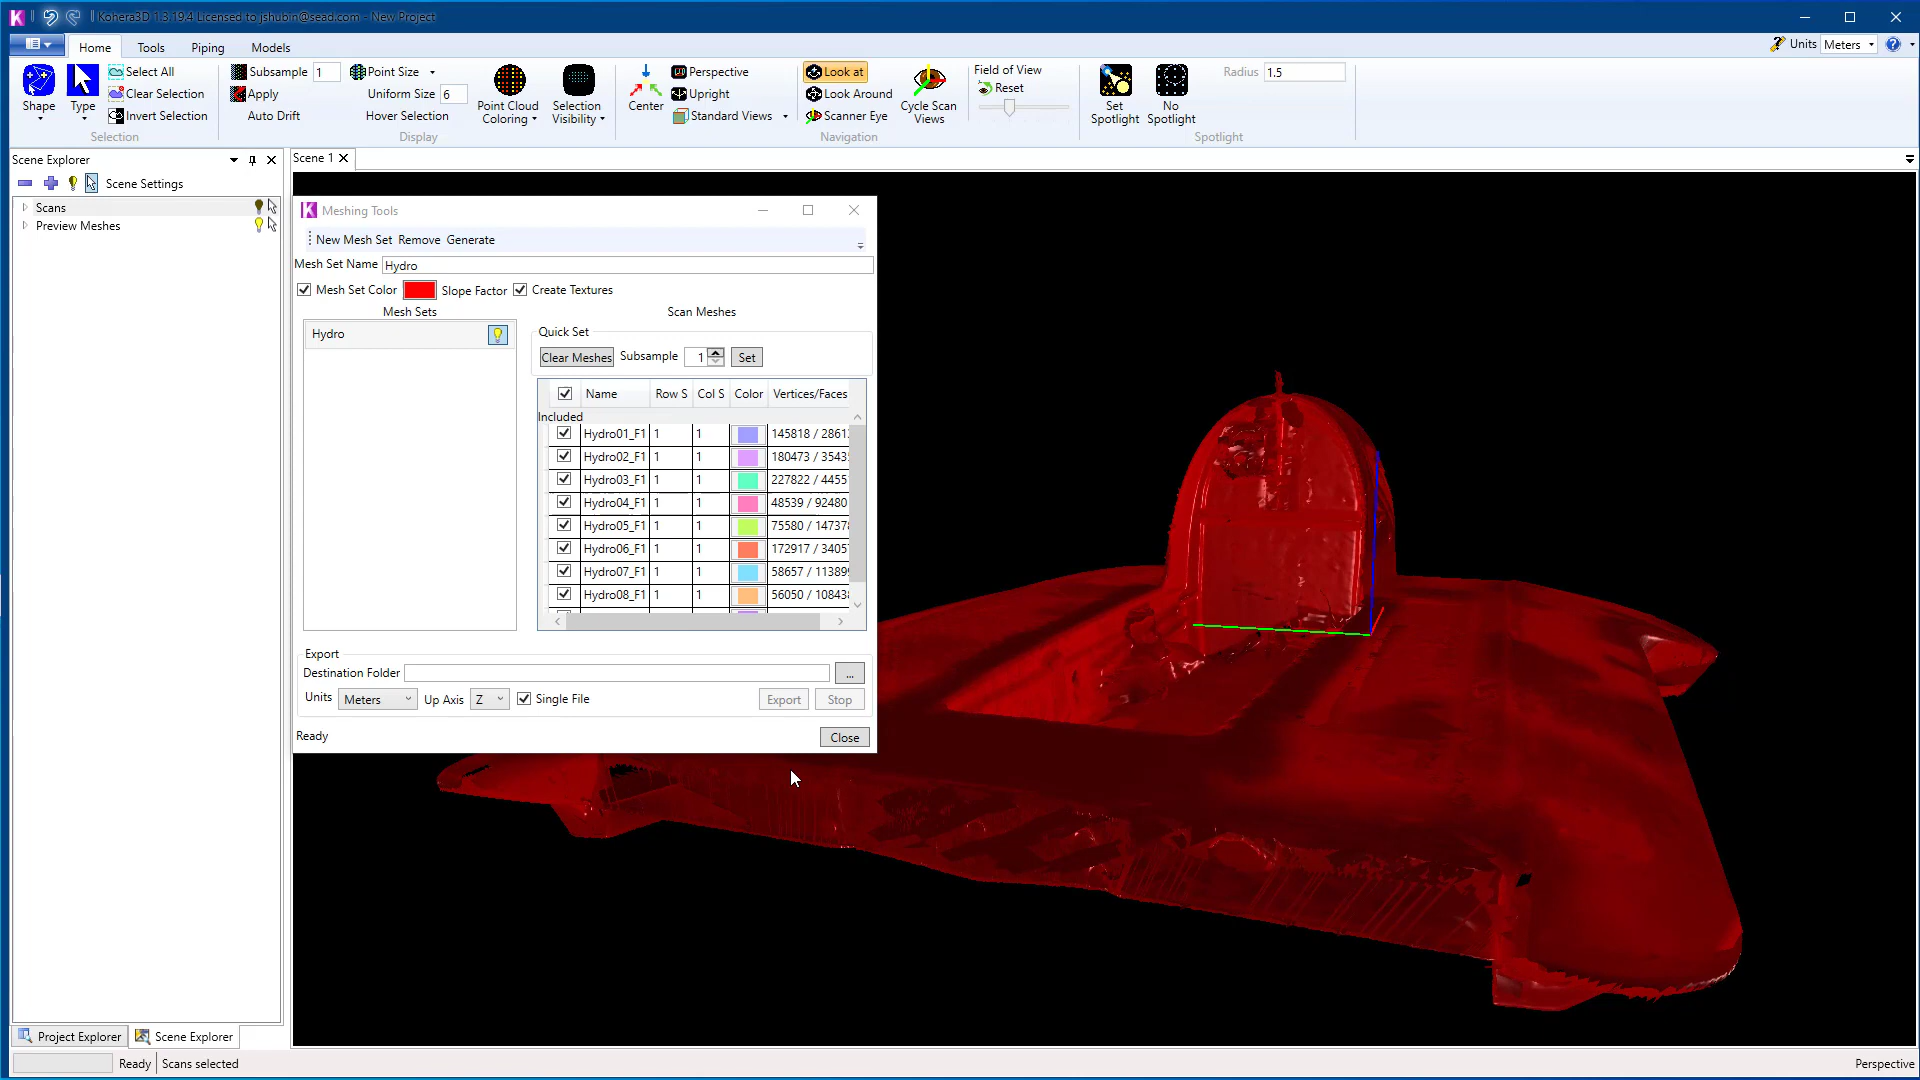 Kohera3D 1.3.19.4 Licensed to jshubin@sead.com - New Project
Home Tools Piping Models
Units Meters
Shape
Type
Select All
Clear Selection
Invert Selection
Selection
Subsample 1
Apply
Auto Drift
Point Size
Uniform Size 6
Hover Selection
Display
Point Cloud
Coloring
Selection
Visibility
Center
Perspective
Upright
Standard Views
Look at
Look Around
Scanner Eye
Navigation
Cycle Scan
Views
Field of View
Reset
Set
Spotlight
No
Spotlight
Radius 1.5
Spotlight
Scene Explorer
Scene Settings
Scans
Preview Meshes
Scene 1
Meshing Tools
New Mesh Set Remove Generate
Mesh Set Name Hydro
Mesh Set Color Slope Factor Create Textures
Mesh Sets
Scan Meshes
Hydro
Quick Set
Clear Meshes Subsample 1 Set
Name Row S Col S Color Vertices/Faces
Included
Hydro01_F1 1 1 145818 / 2861
Hydro02_F1 1 1 180473 / 3543
Hydro03_F1 1 1 227822 / 4455
Hydro04_F1 1 1 48539 / 92480
Hydro05_F1 1 1 75580 / 14737
Hydro06_F1 1 1 172917 / 3405
Hydro07_F1 1 1 58657 / 11389
Hydro08_F1 1 1 56050 / 10843
Export
Destination Folder ...
Units Meters Up Axis Z Single File Export Stop
Ready
Close
Project Explorer Scene Explorer
Ready Scans selected
Perspective